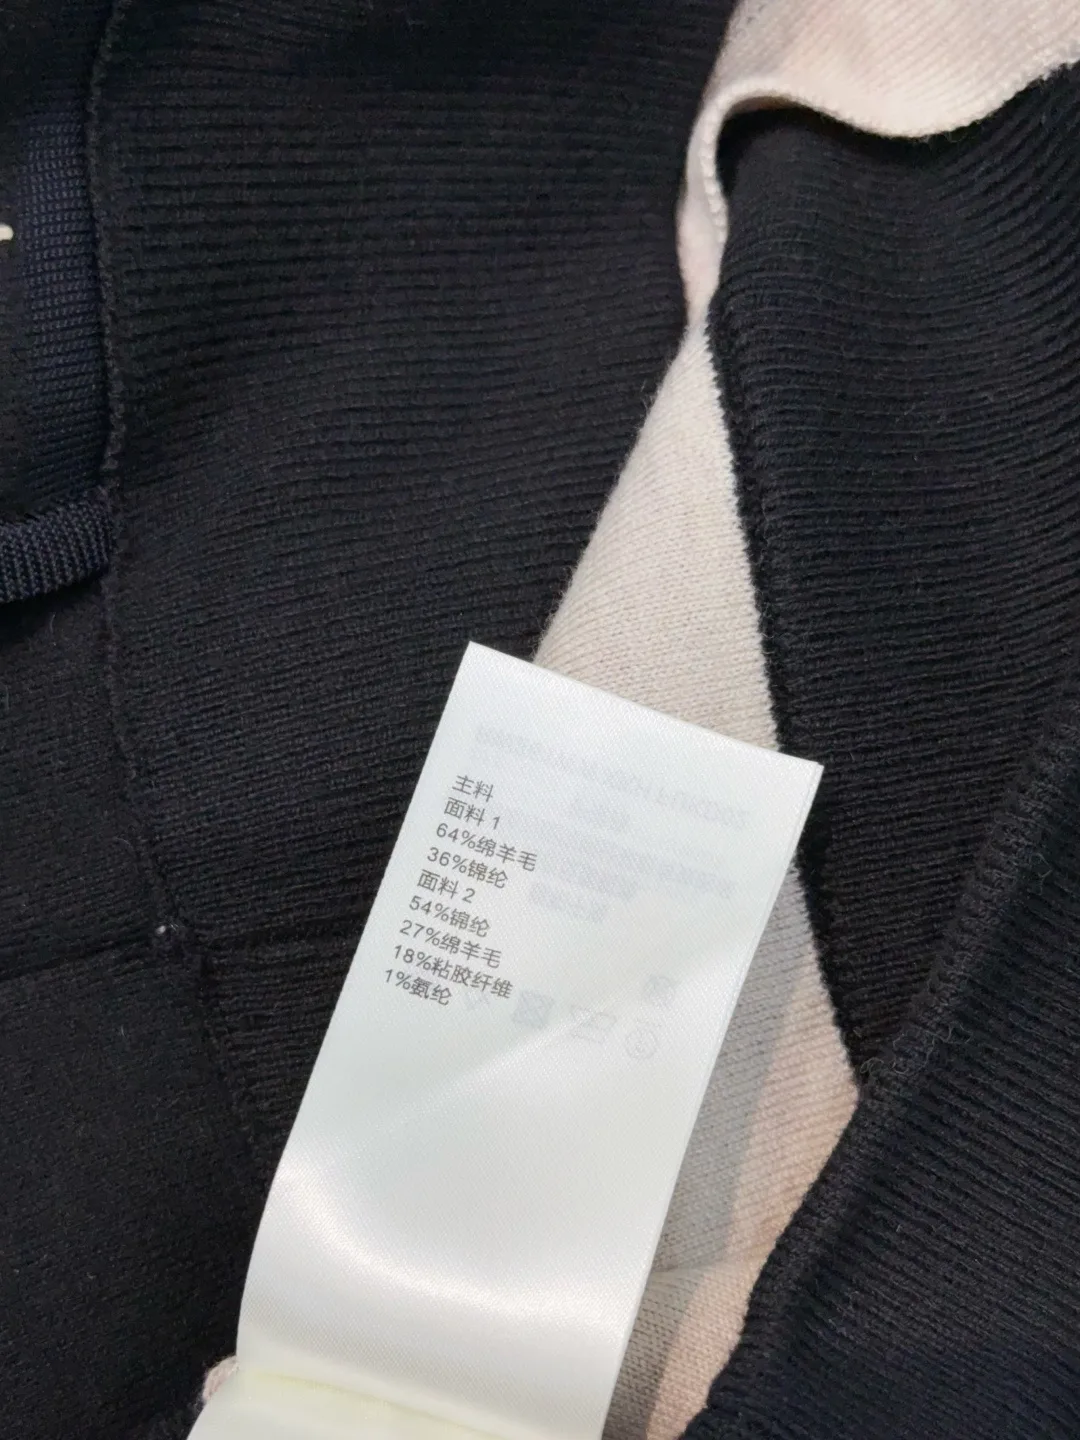 主料
面料 1
64%绵羊毛
36%锦纶
面料 2
54%锦纶
27%绵羊毛
18%粘胶纤维
1%氨纶